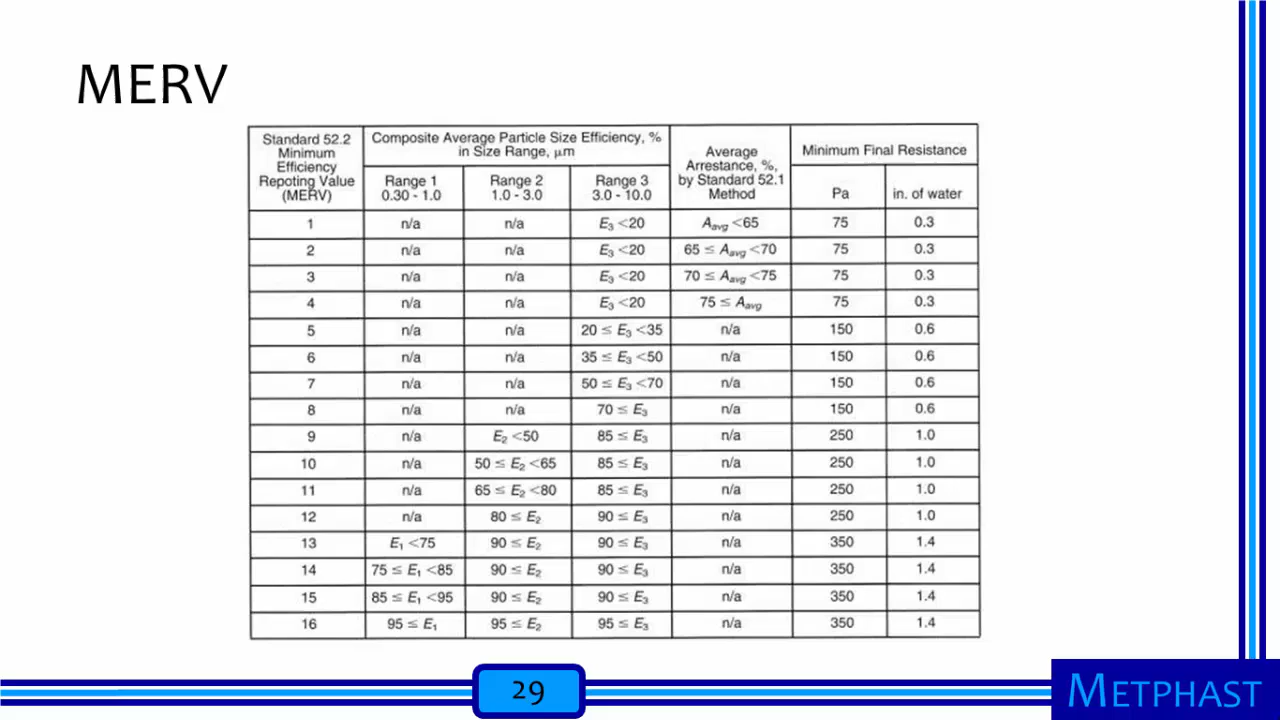 MERV
Standard 52.2 Minimum Efficiency Repoting Value (MERV) | Composite Average Particle Size Efficiency, % in Size Range, μm | Average Arrestance, %, by Standard 52.1 Method | Minimum Final Resistance
Range 1 0.30 - 1.0 | Range 2 1.0 - 3.0 | Range 3 3.0 - 10.0 | Pa | in. of water
1 | n/a | n/a | E₃ <20 | Aavg <65 | 75 | 0.3
2 | n/a | n/a | E₃ <20 | 65 ≤ Aavg <70 | 75 | 0.3
3 | n/a | n/a | E₃ <20 | 70 ≤ Aavg <75 | 75 | 0.3
4 | n/a | n/a | E₃ <20 | 75 ≤ Aavg | 75 | 0.3
5 | n/a | n/a | 20 ≤ E₃ <35 | n/a | 150 | 0.6
6 | n/a | n/a | 35 ≤ E₃ <50 | n/a | 150 | 0.6
7 | n/a | n/a | 50 ≤ E₃ <70 | n/a | 150 | 0.6
8 | n/a | n/a | 70 ≤ E₃ | n/a | 150 | 0.6
9 | n/a | E₂ <50 | 85 ≤ E₃ | n/a | 250 | 1.0
10 | n/a | 50 ≤ E₂ <65 | 85 ≤ E₃ | n/a | 250 | 1.0
11 | n/a | 65 ≤ E₂ <80 | 85 ≤ E₃ | n/a | 250 | 1.0
12 | n/a | 80 ≤ E₂ | 90 ≤ E₃ | n/a | 250 | 1.0
13 | E₁ <75 | 90 ≤ E₂ | 90 ≤ E₃ | n/a | 350 | 1.4
14 | 75 ≤ E₁ <85 | 90 ≤ E₂ | 90 ≤ E₃ | n/a | 350 | 1.4
15 | 85 ≤ E₁ <95 | 90 ≤ E₂ | 90 ≤ E₃ | n/a | 350 | 1.4
16 | 95 ≤ E₁ | 95 ≤ E₂ | 95 ≤ E₃ | n/a | 350 | 1.4
29
METPHAST